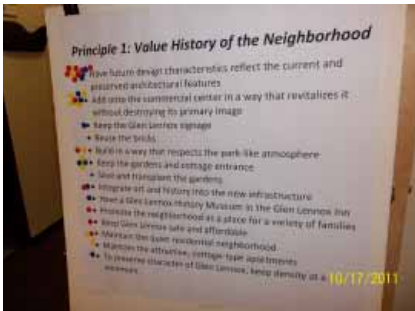 Principle 1: Value History of the Neighborhood
Have future design characteristics reflect the current and
preserved architectural features
Add onto the commercial center in a way that revitalizes it
without destroying its primary image
Keep the Glen Lennox signage
Reuse the bricks
Build in a way that respects the park-like atmosphere
Keep the gardens and cottage entrance
Save and transplant the gardens
Integrate art and history into the new infrastructure
Have a Glen Lennox History Museum in the Glen Lennox Inn
Promote the neighborhood as a place for a variety of families
Keep Glen Lennox safe and affordable
Maintain the quiet residential neighborhood
Maintain the attractive, cottage-type apartments
To preserve character of Glen Lennox, keep density at a
minimum
10/17/2011